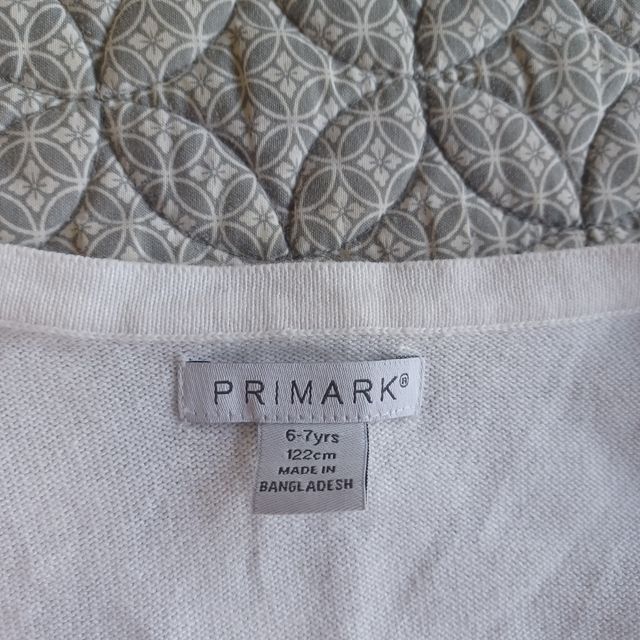 PRIMARK®
6-7yrs
122cm
MADE IN
BANGLADESH